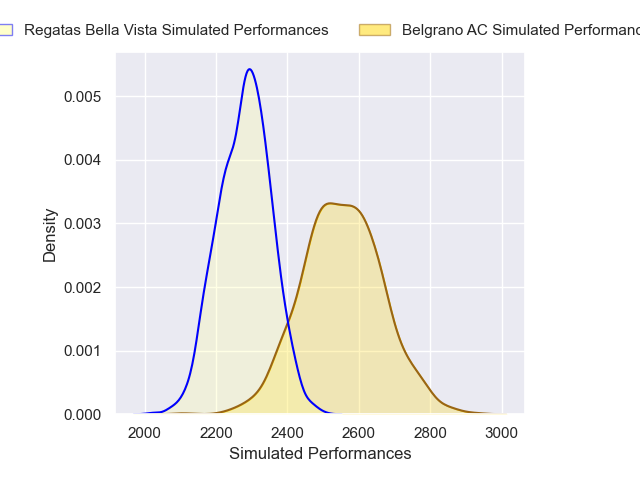 Regatas Bella Vista Simulated Performances
Belgrano AC Simulated
0.005
0.004
0.003
0.002
0.001
0.000
Density
2000 2200 2400 2600 2800 3000
Simulated Performances